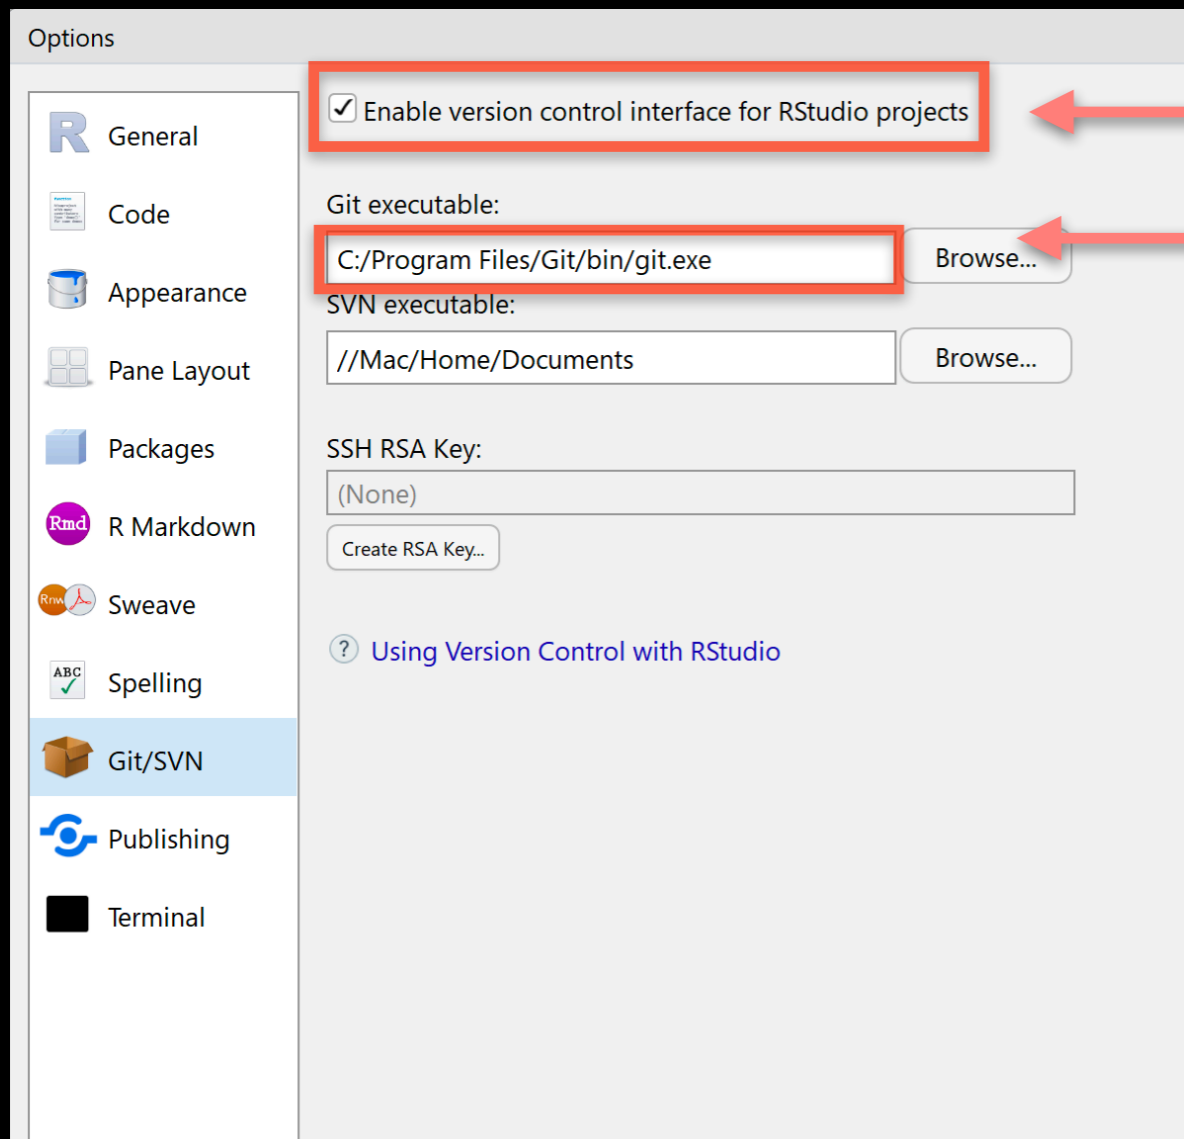 Options
General
Code
Appearance
Pane Layout
Packages
Rmd
R Markdown
Rnw
Sweave
ABC
Spelling
Git/SVN
Publishing
Terminal
Enable version control interface for RStudio projects
Git executable:
C:/Program Files/Git/bin/git.exe
Browse...
SVN executable:
//Mac/Home/Documents
Browse...
SSH RSA Key:
(None)
Create RSA Key...
? Using Version Control with RStudio